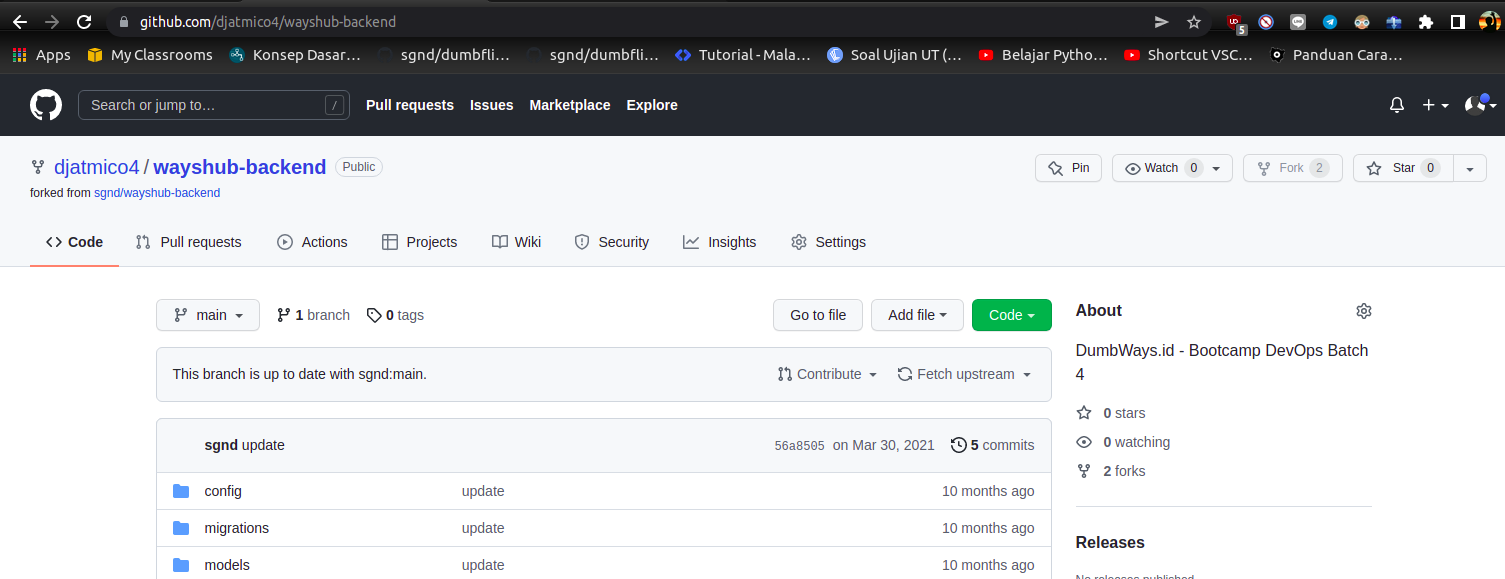 github.com/djatmico4/wayshub-backend
5
Apps My Classrooms Konsep Dasar… sgnd/dumbfli… sgnd/dumbfli… Tutorial - Mala… Soal Ujian UT (… Belajar Pytho… Shortcut VSC… Panduan Cara…
Search or jump to… / Pull requests Issues Marketplace Explore
djatmico4 / wayshub-backend Public Pin Watch 0 Fork 2 Star 0
forked from sgnd/wayshub-backend
Code Pull requests Actions Projects Wiki Security Insights Settings
main 1 branch 0 tags Go to file Add file Code
About
DumbWays.id - Bootcamp DevOps Batch
4
This branch is up to date with sgnd:main. Contribute Fetch upstream
0 stars
0 watching
2 forks
sgnd update 56a8505 on Mar 30, 2021 5 commits
config update 10 months ago
migrations update 10 months ago
models update 10 months ago
Releases
No releases published